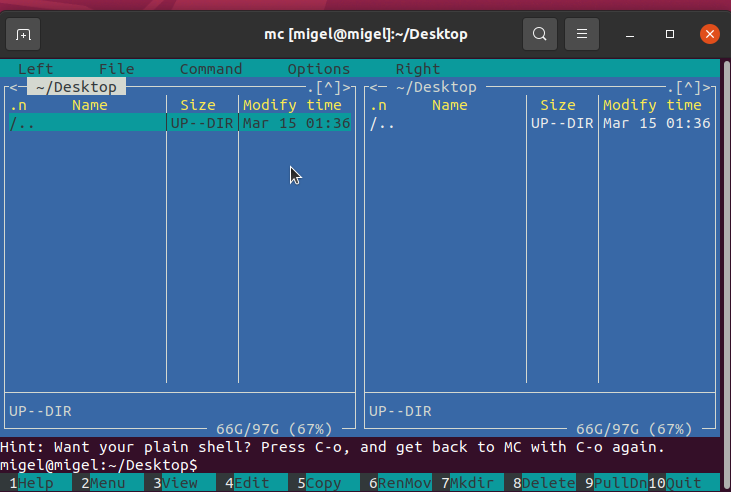 mc [migel@migel]:~/Desktop
Left File Command Options Right
<- ~/Desktop .[^]> <- ~/Desktop .[^]>
.n Name Size Modify time .n Name Size Modify time
/.. UP--DIR Mar 15 01:36 /.. UP--DIR Mar 15 01:36
UP--DIR UP--DIR
66G/97G (67%) 66G/97G (67%)
Hint: Want your plain shell? Press C-o, and get back to MC with C-o again.
migel@migel:~/Desktop$
1Help 2Menu 3View 4Edit 5Copy 6RenMov 7Mkdir 8Delete 9PullDn 10Quit